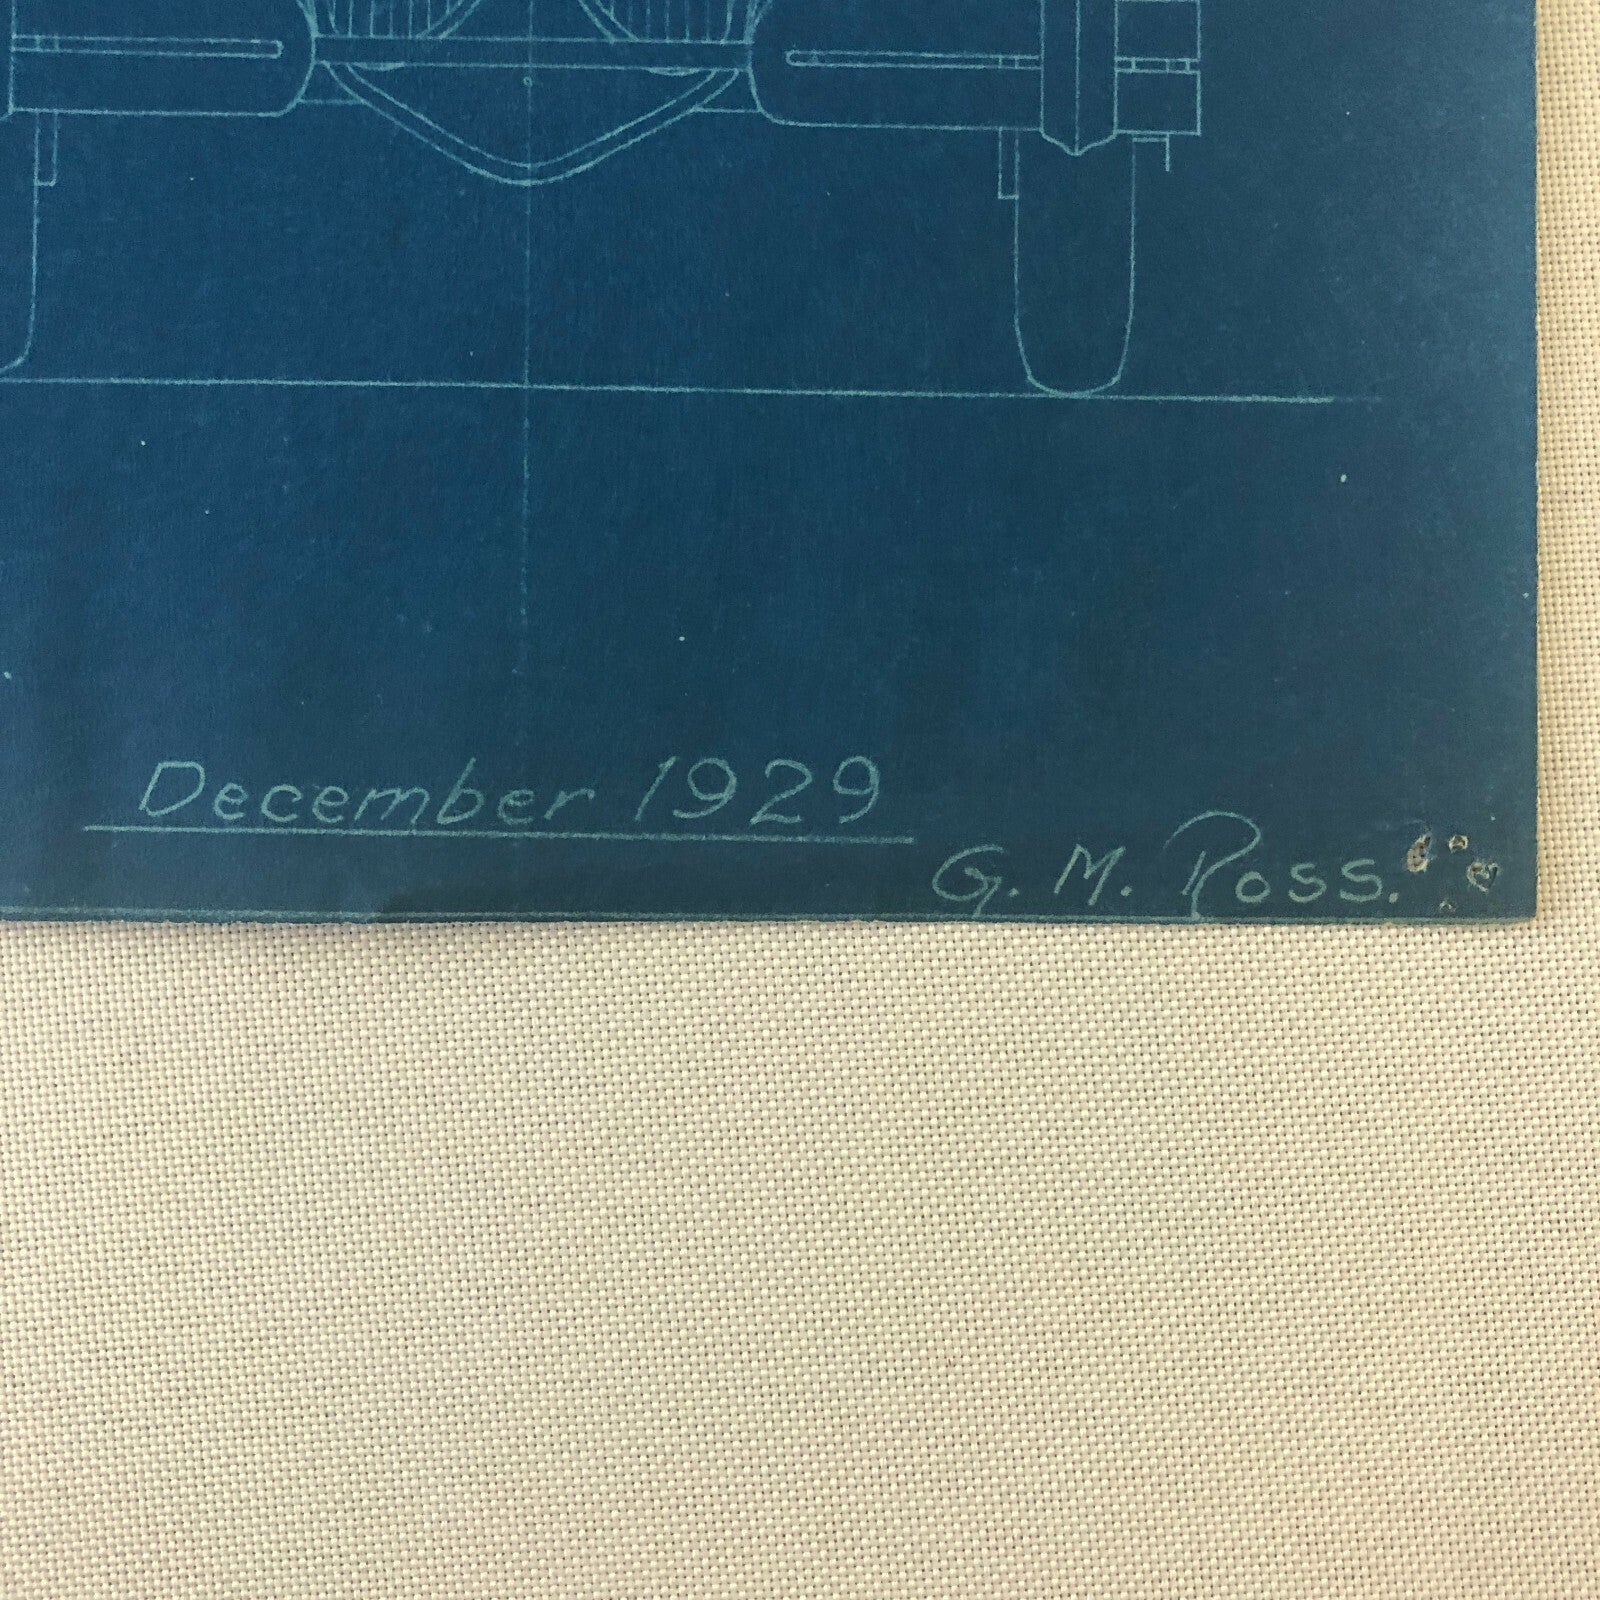 December 1929
G. M. Ross.